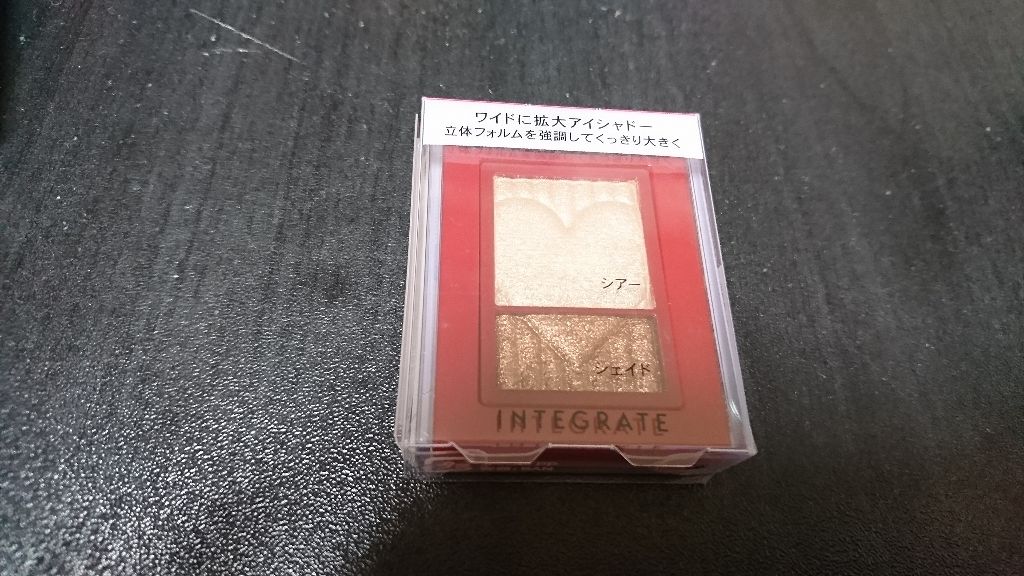 ワイドに拡大アイシャドー
立体フォルムを強調してくっきり大きく
シアー
シェイド
INTEGRATE